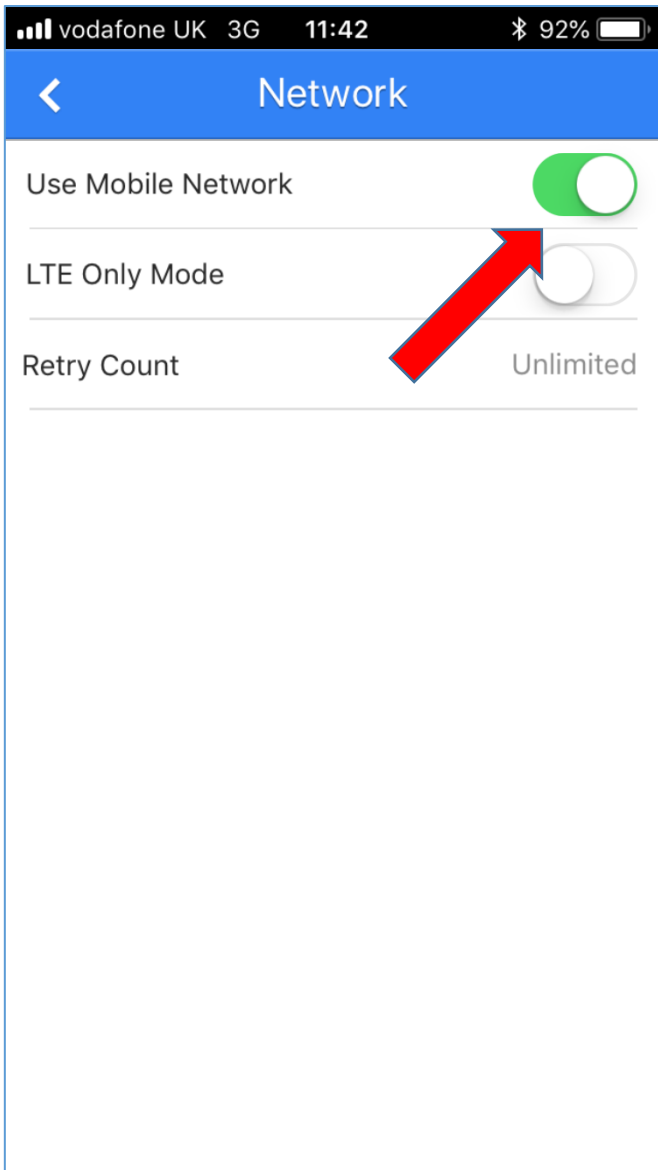 vodafone UK 3G 11:42 92%
Network
Use Mobile Network
LTE Only Mode
Retry Count Unlimited